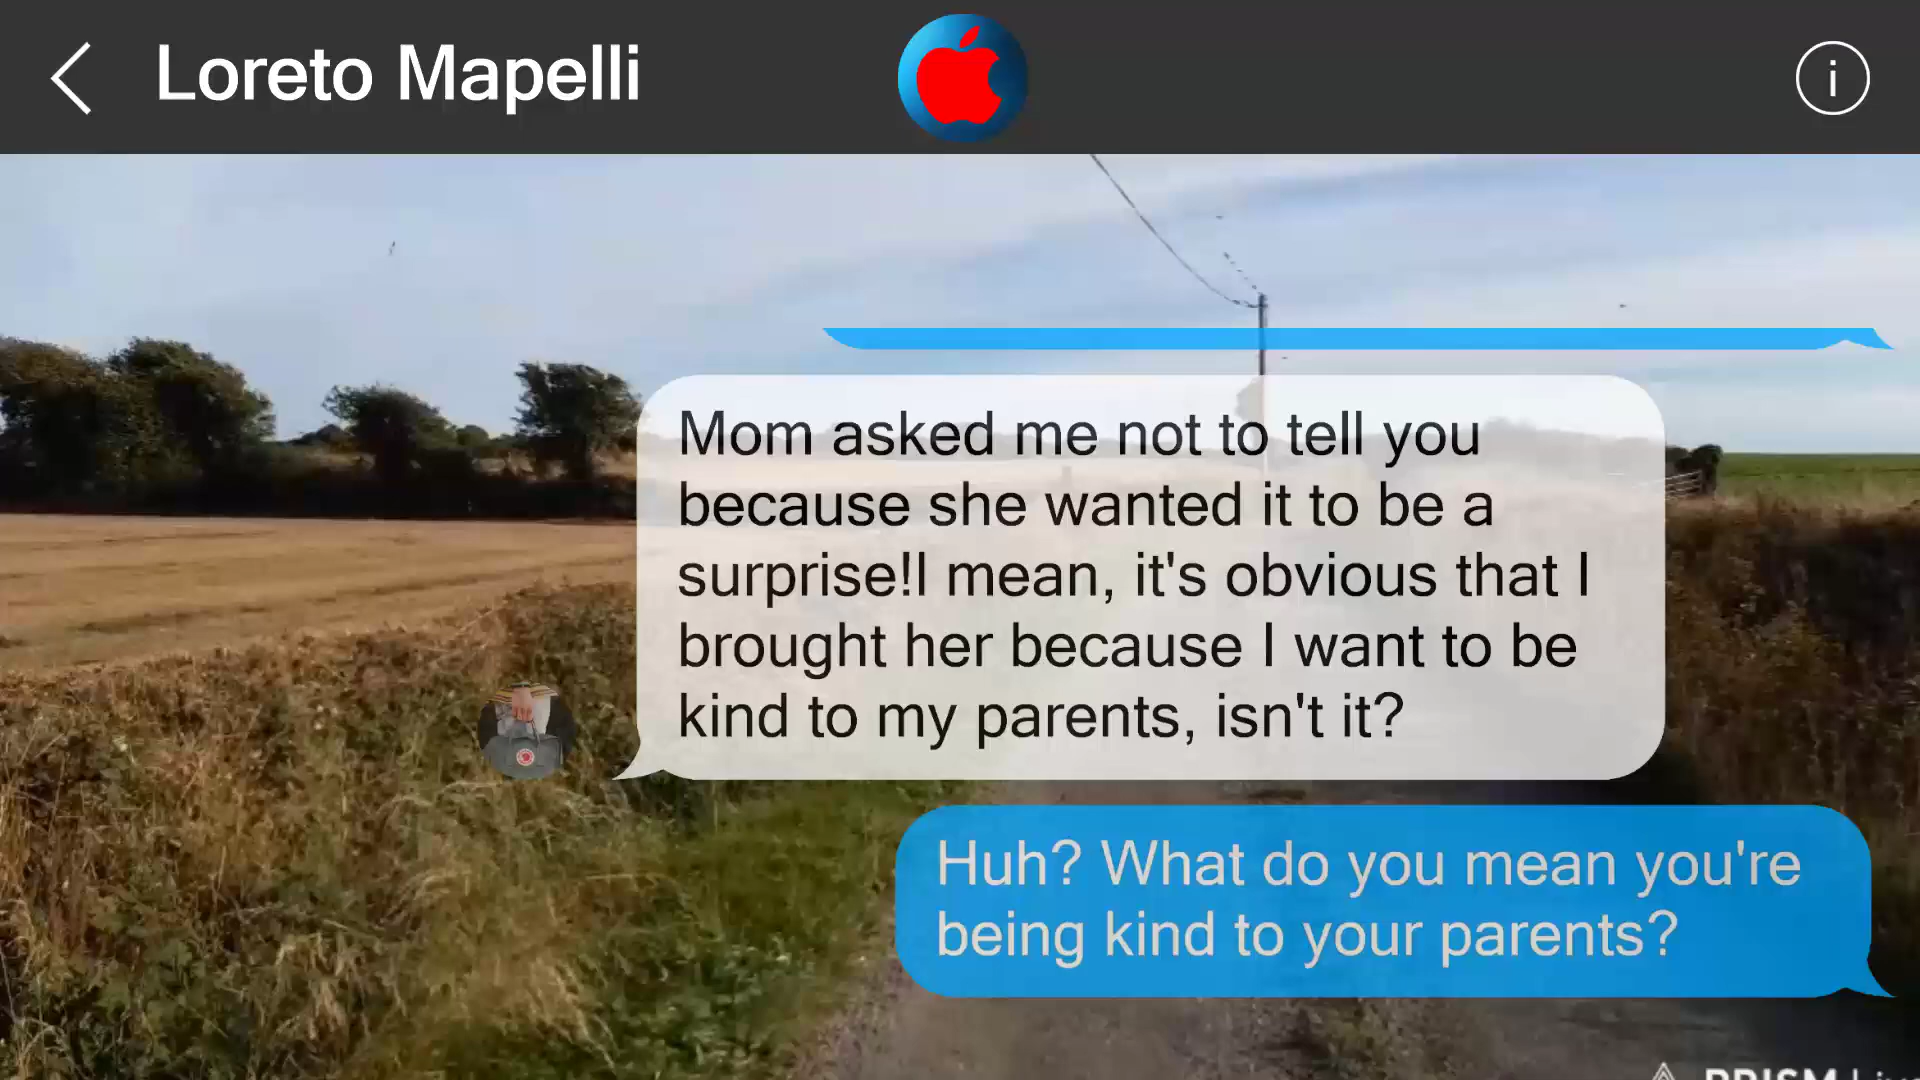 Loreto Mapelli
i
Mom asked me not to tell you
because she wanted it to be a
surprise!I mean, it's obvious that I
brought her because I want to be
kind to my parents, isn't it?
Huh? What do you mean you're
being kind to your parents?
PRISM